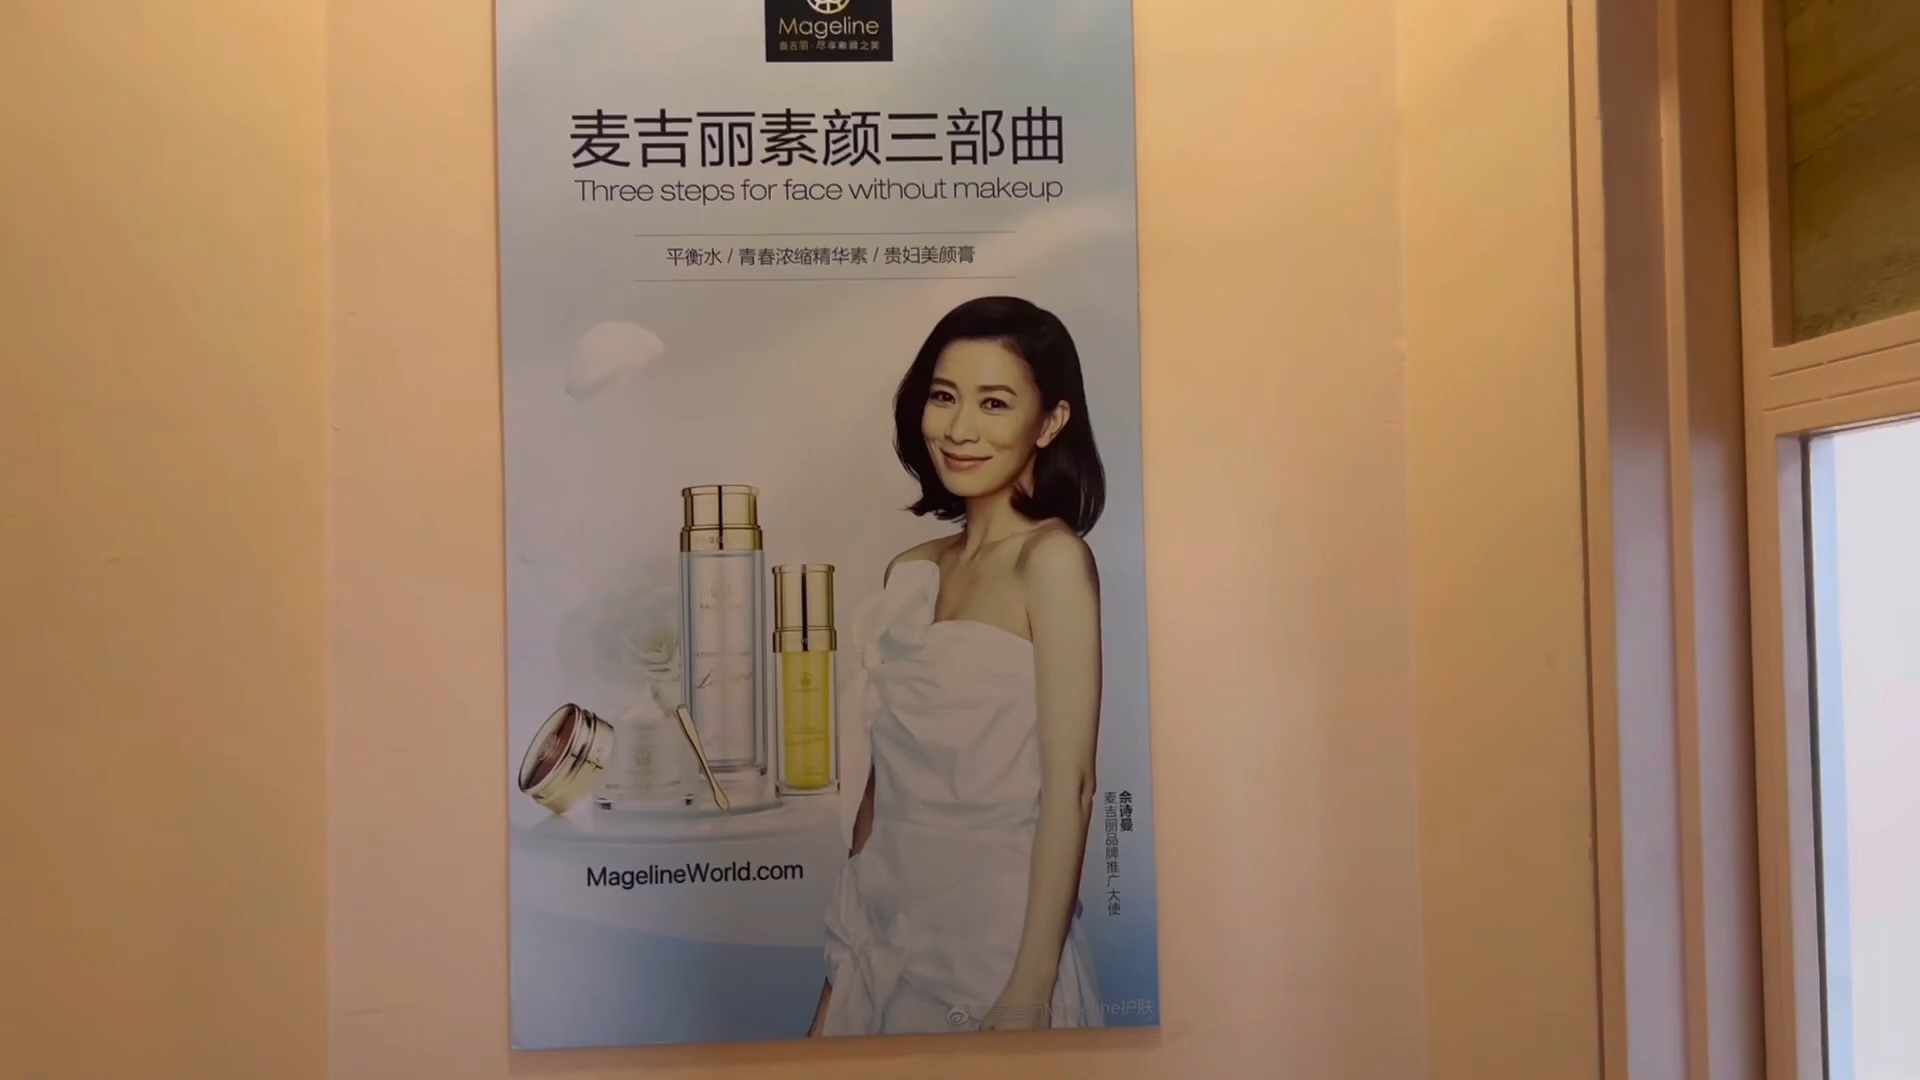 Mageline
麦吉丽·尽享素颜之美
麦吉丽素颜三部曲
Three steps for face without makeup
平衡水 / 青春浓缩精华素 / 贵妇美颜膏
MagelineWorld.com
佘诗曼
麦吉丽品牌推广大使